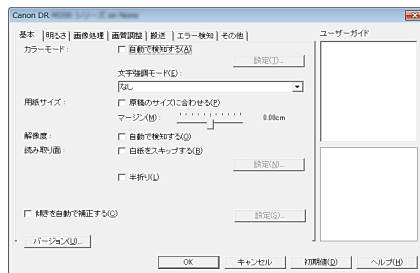 Canon DR
on None
基本 明るさ 画像処理 画質調整 搬送 エラー検知 その他
ユーザーガイド
カラーモード :
自動で検知する(A)
設定(T)...
文字強調モード(E) :
なし
用紙サイズ :
原稿のサイズに合わせる(P)
マージン(M) :
0.00cm
解像度 :
自動で検知する(O)
読み取り面 :
白紙をスキップする(B)
設定(N)...
半折り(L)
傾きを自動で補正する(C)
設定(S)...
バージョン(U)...
OK キャンセル 初期値(D) ヘルプ(H)